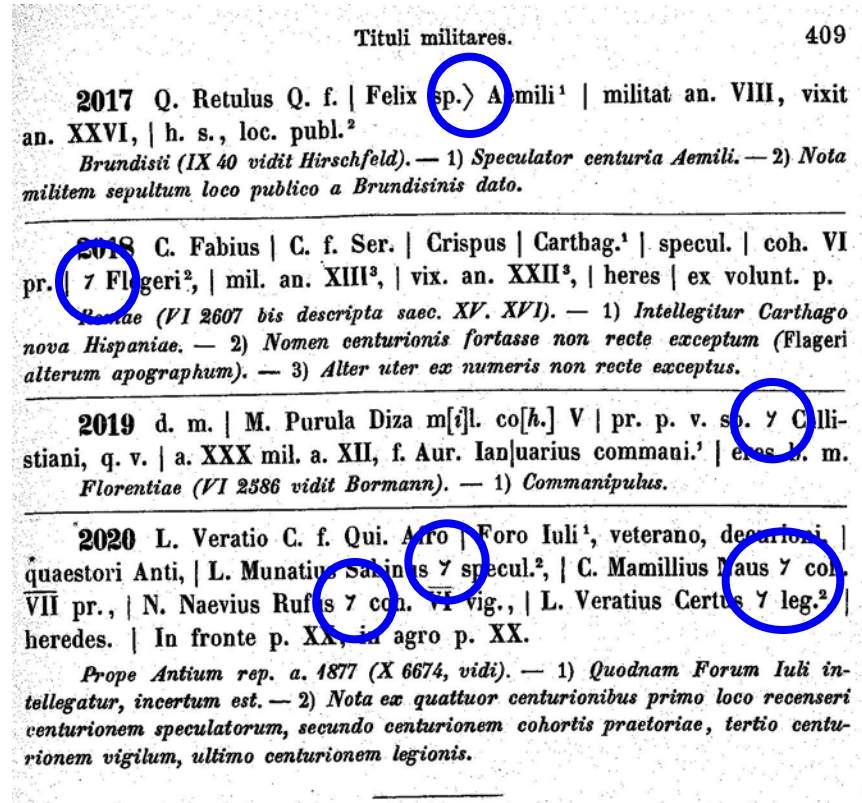 Tituli militares. 409
2017 Q. Retulus Q. f. | Felix sp.〉 Aemili¹ | militat an. VIII, vixit
an. XXVI, | h. s., loc. publ.²
Brundisii (IX 40 vidit Hirschfeld). — 1) Speculator centuria Aemili. — 2) Nota
militem sepultum loco publico a Brundisinis dato.
2018 C. Fabius | C. f. Ser. | Crispus | Carthag.¹ | specul. | coh. VI
pr. | 7 Flegeri², | mil. an. XIII³, | vix. an. XXII³, | heres | ex volunt. p.
Romae (VI 2607 bis descripta saec. XV. XVI). — 1) Intellegitur Carthago
nova Hispaniae. — 2) Nomen centurionis fortasse non recte exceptum (Flageri
alterum apographum). — 3) Alter uter ex numeris non recte exceptus.
2019 d. m. | M. Purula Diza m[i]l. co[h.] V | pr. p. v. sp. 7 Calli-
stiani, q. v. | a. XXX mil. a. XII, f. Aur. Ian|uarius commani.¹ | eres b. m.
Florentiae (VI 2586 vidit Bormann). — 1) Commanipulus.
2020 L. Veratio C. f. Qui. Afro | Foro Iuli¹, veterano, decurioni, |
quaestori Anti, | L. Munatius Sabinus 7 specul.², | C. Mamillius Naus 7 coh.
V̅I̅I̅ pr., | N. Naevius Rufus 7 coh. V̅I̅ vig., | L. Veratius Certus 7 leg.² |
heredes. | In fronte p. XX, in agro p. XX.
Prope Antium rep. a. 1877 (X 6674, vidi). — 1) Quodnam Forum Iuli in-
tellegatur, incertum est. — 2) Nota ex quattuor centurionibus primo loco recenseri
centurionem speculatorum, secundo centurionem cohortis praetoriae, tertio centu-
rionem vigilum, ultimo centurionem legionis.